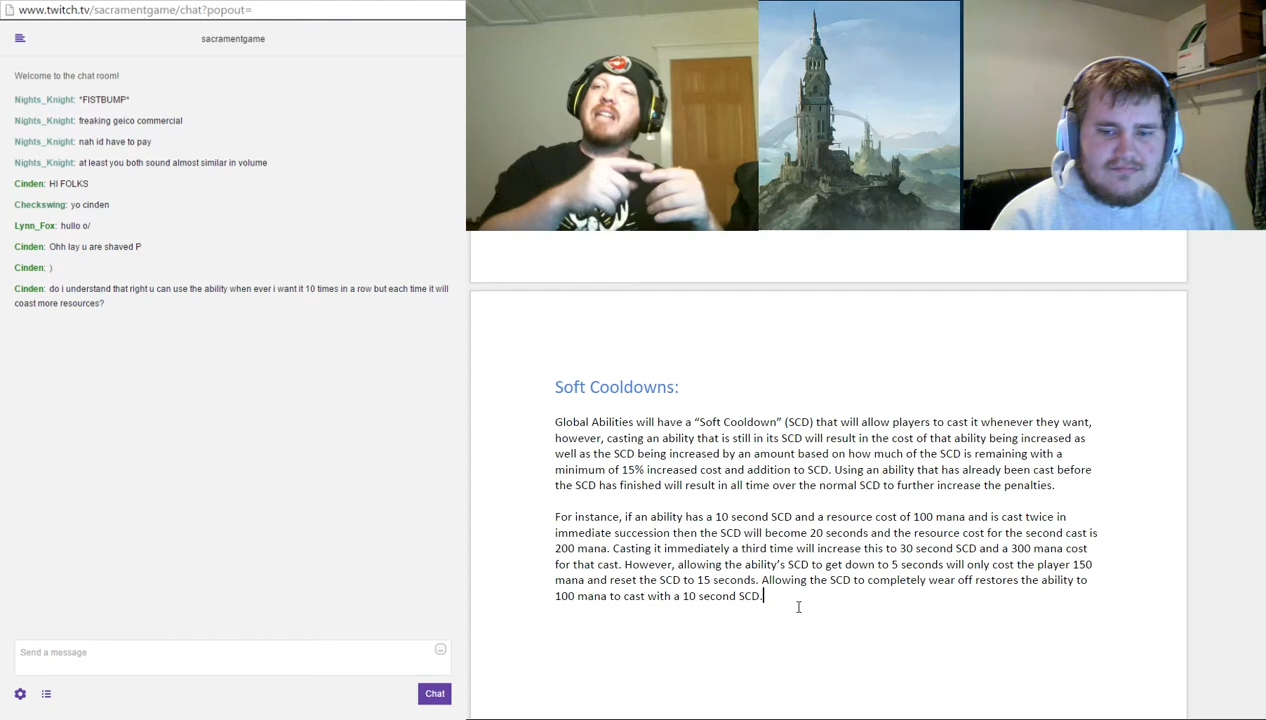 www.twitch.tv/sacramentgame/chat?popout=
sacramentgame
Welcome to the chat room!
Nights_Knight: *FISTBUMP*
Nights_Knight: freaking geico commercial
Nights_Knight: nah id have to pay
Nights_Knight: at least you both sound almost similar in volume
Cinden: HI FOLKS
Checkswing: yo cinden
Lynn_Fox: hullo o/
Cinden: Ohh lay u are shaved P
Cinden: )
Cinden: do i understand that right u can use the ability when ever i want it 10 times in a row but each time it will
coast more resources?
Send a message
Chat
Soft Cooldowns:
Global Abilities will have a “Soft Cooldown” (SCD) that will allow players to cast it whenever they want,
however, casting an ability that is still in its SCD will result in the cost of that ability being increased as
well as the SCD being increased by an amount based on how much of the SCD is remaining with a
minimum of 15% increased cost and addition to SCD. Using an ability that has already been cast before
the SCD has finished will result in all time over the normal SCD to further increase the penalties.
For instance, if an ability has a 10 second SCD and a resource cost of 100 mana and is cast twice in
immediate succession then the SCD will become 20 seconds and the resource cost for the second cast is
200 mana. Casting it immediately a third time will increase this to 30 second SCD and a 300 mana cost
for that cast. However, allowing the ability’s SCD to get down to 5 seconds will only cost the player 150
mana and reset the SCD to 15 seconds. Allowing the SCD to completely wear off restores the ability to
100 mana to cast with a 10 second SCD.